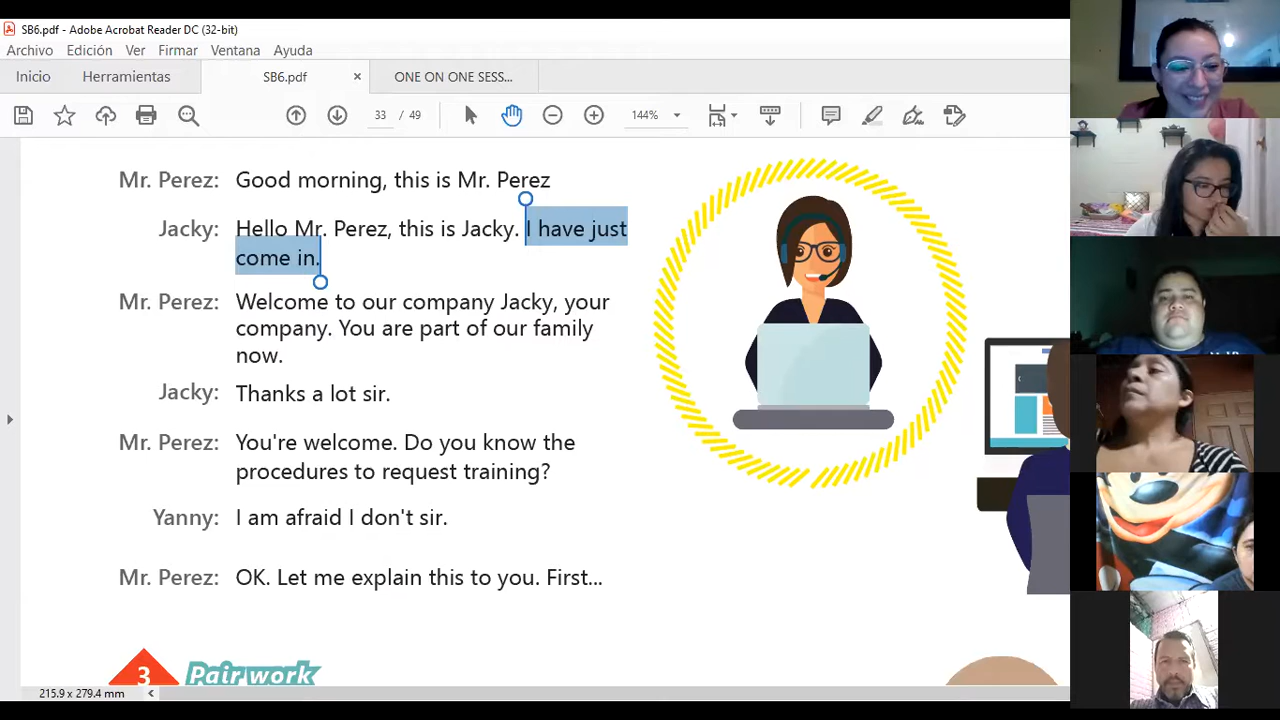 SB6.pdf - Adobe Acrobat Reader DC (32-bit)
Archivo Edición Ver Firmar Ventana Ayuda
Inicio Herramientas SB6.pdf × ONE ON ONE SESS...
33 / 49 144%
Mr. Perez: Good morning, this is Mr. Perez
Jacky: Hello Mr. Perez, this is Jacky. I have just
come in.
Mr. Perez: Welcome to our company Jacky, your
company. You are part of our family
now.
Jacky: Thanks a lot sir.
Mr. Perez: You're welcome. Do you know the
procedures to request training?
Yanny: I am afraid I don't sir.
Mr. Perez: OK. Let me explain this to you. First...
3 Pair work
215.9 x 279.4 mm